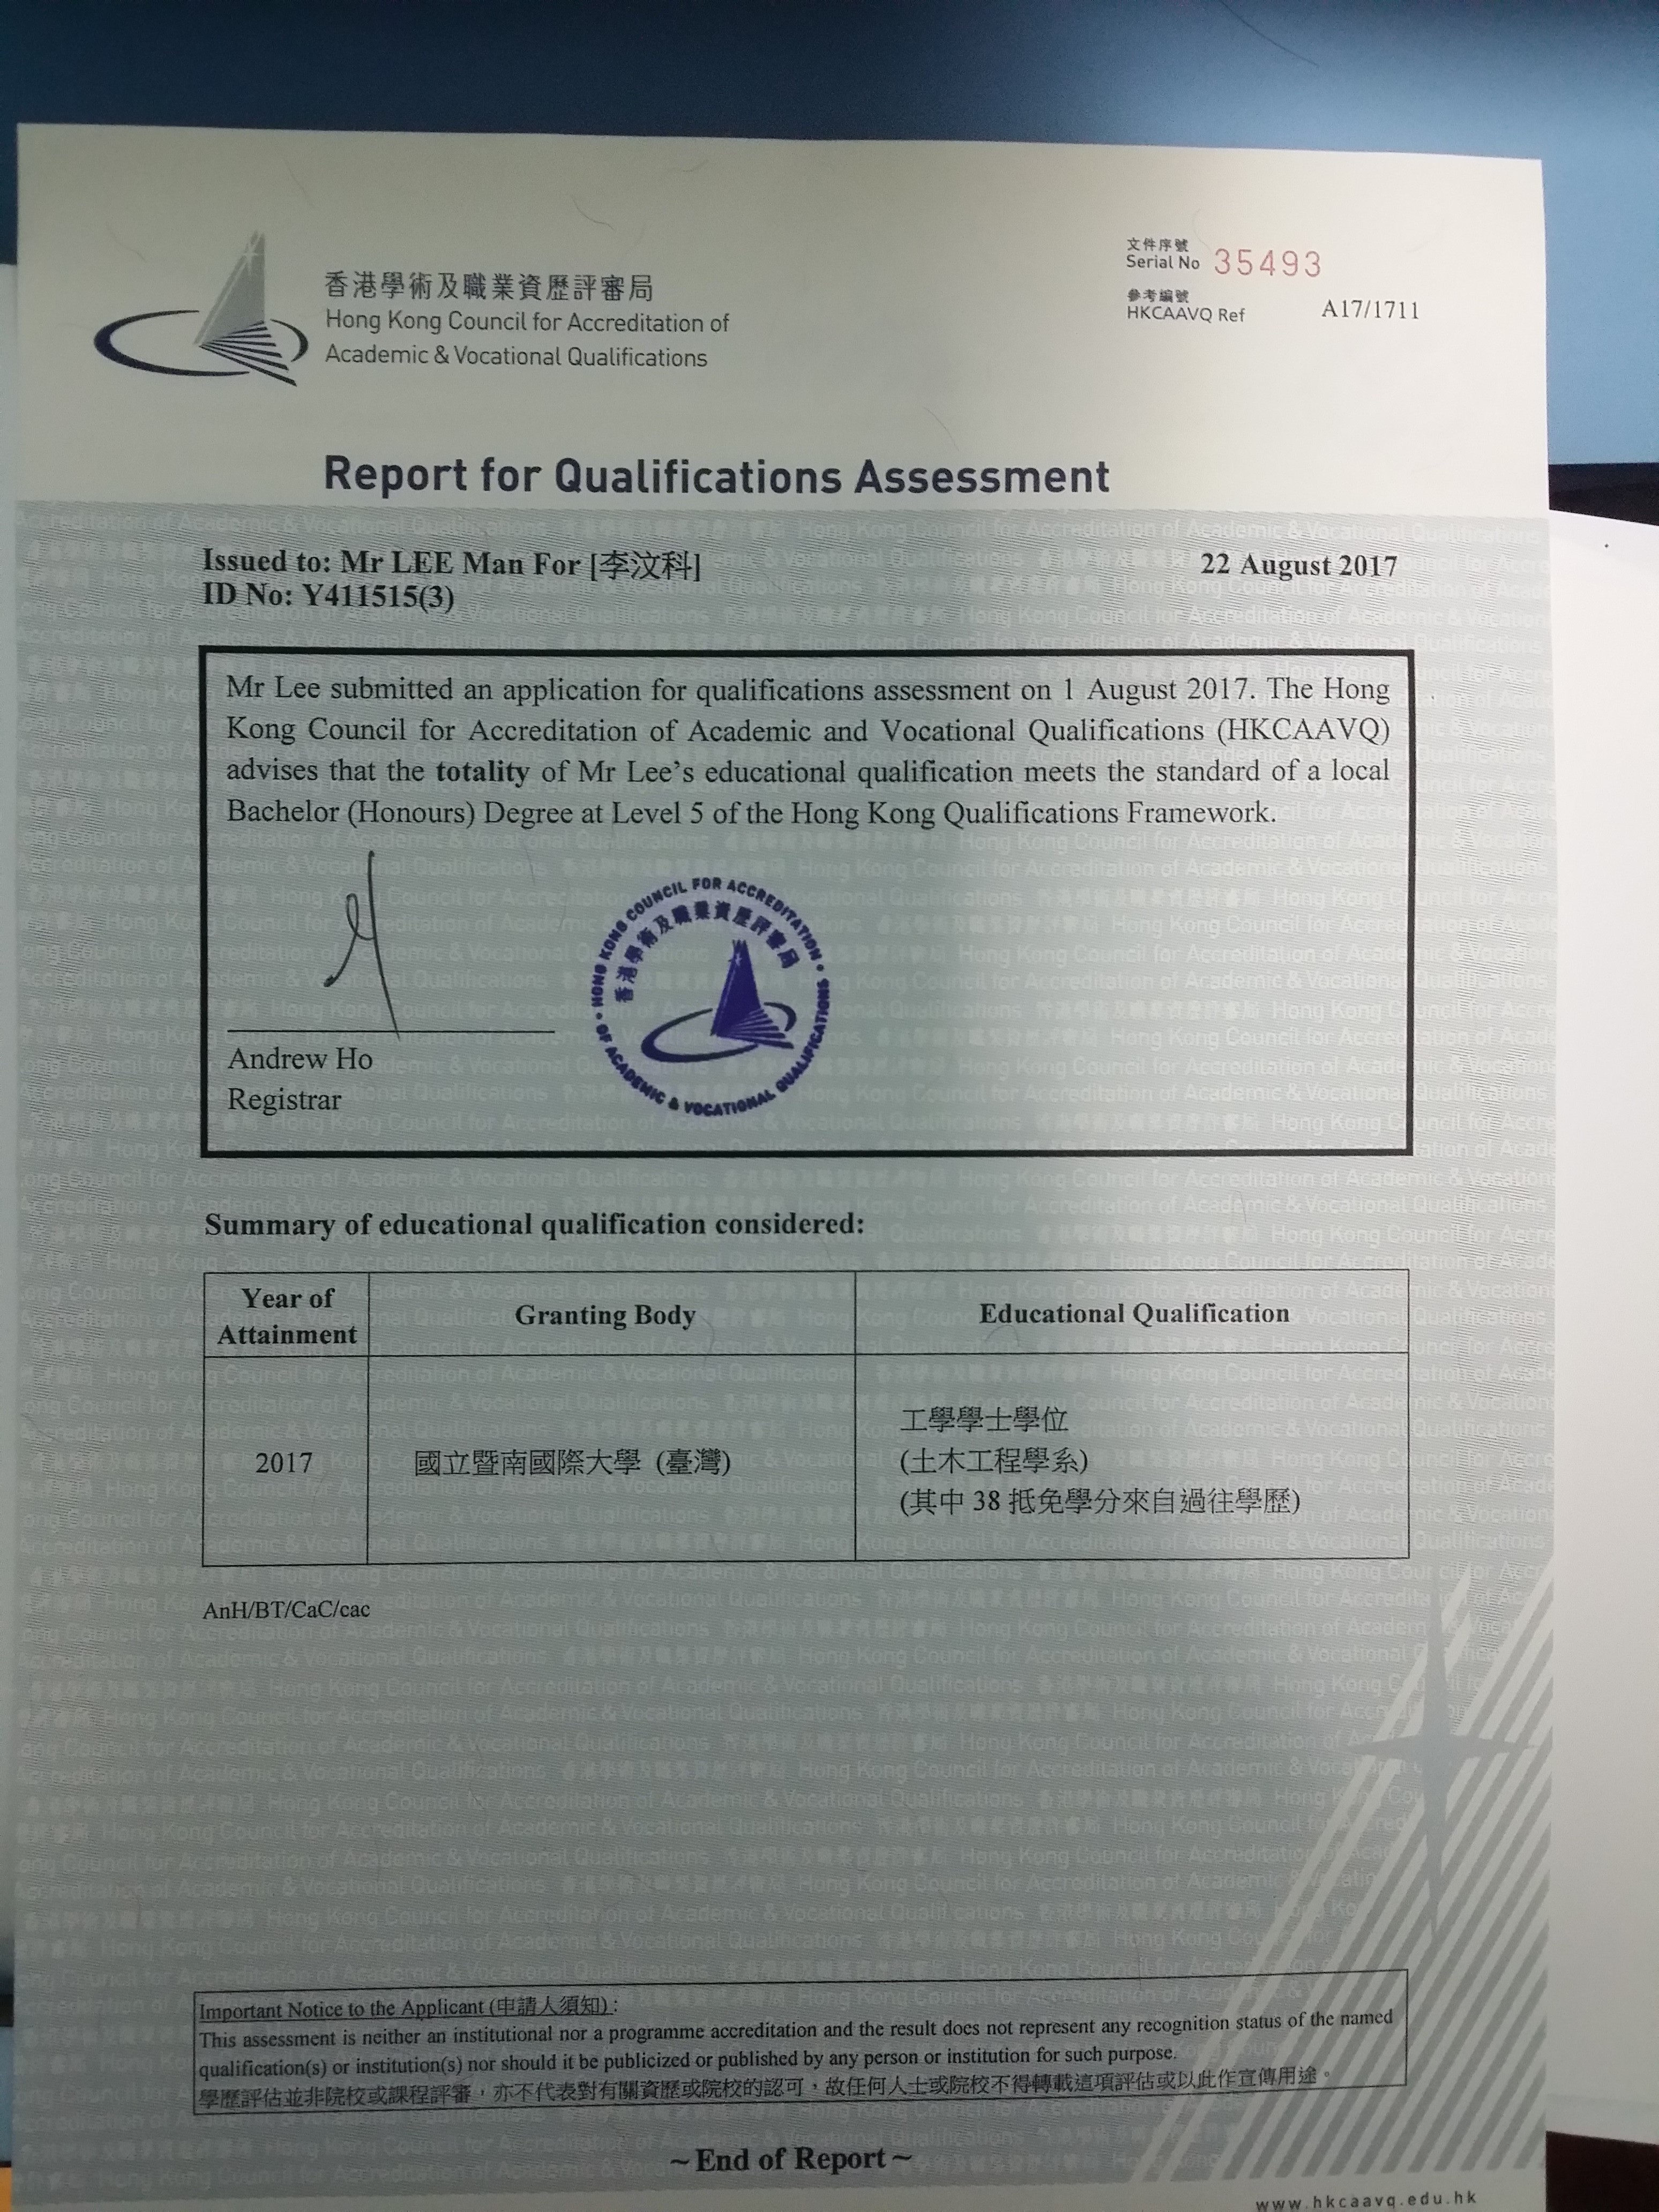 香港學術及職業資歷評審局
Hong Kong Council for Accreditation of
Academic & Vocational Qualifications
文件序號
Serial No 35493
參考編號
HKCAAVQ Ref A17/1711
Report for Qualifications Assessment
Issued to: Mr LEE Man For [李汶科] 22 August 2017
ID No: Y411515(3)
Mr Lee submitted an application for qualifications assessment on 1 August 2017. The Hong
Kong Council for Accreditation of Academic and Vocational Qualifications (HKCAAVQ)
advises that the totality of Mr Lee's educational qualification meets the standard of a local
Bachelor (Honours) Degree at Level 5 of the Hong Kong Qualifications Framework.
HONG KONG COUNCIL FOR ACCREDITATION
OF ACADEMIC & VOCATIONAL QUALIFICATIONS
香港學術及職業資歷評審局
Andrew Ho
Registrar
Summary of educational qualification considered:
Year of
Attainment
Granting Body
Educational Qualification
2017
國立暨南國際大學 (臺灣)
工學學士學位
(土木工程學系)
(其中 38 抵免學分來自過往學歷)
AnH/BT/CaC/cac
Important Notice to the Applicant (申請人須知) :
This assessment is neither an institutional nor a programme accreditation and the result does not represent any recognition status of the named
qualification(s) or institution(s) nor should it be publicized or published by any person or institution for such purpose.
學歷評估並非院校或課程評審，亦不代表對有關資歷或院校的認可，故任何人士或院校不得轉載這項評估或以此作宣傳用途。
~ End of Report ~
www.hkcaavq.edu.hk